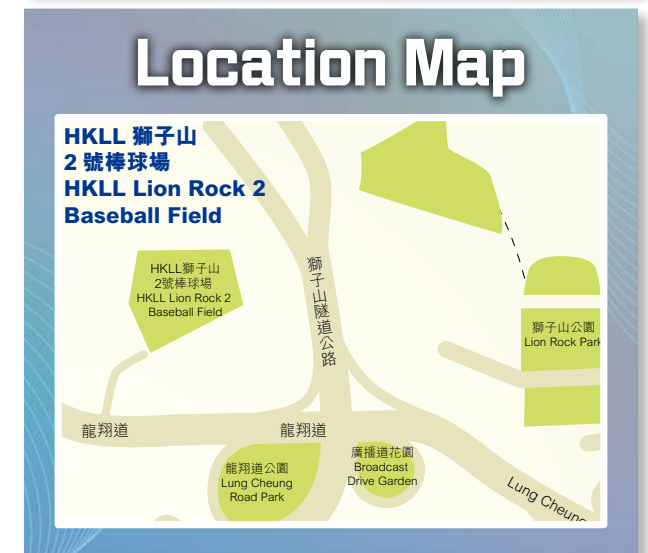 Location Map
HKLL 獅子山
2 號棒球場
HKLL Lion Rock 2
Baseball Field
HKLL獅子山
2號棒球場
HKLL Lion Rock 2
Baseball Field
獅子山隧道公路
獅子山公園
Lion Rock Park
龍翔道
龍翔道
龍翔道公園
Lung Cheung
Road Park
廣播道花園
Broadcast
Drive Garden
Lung Cheung